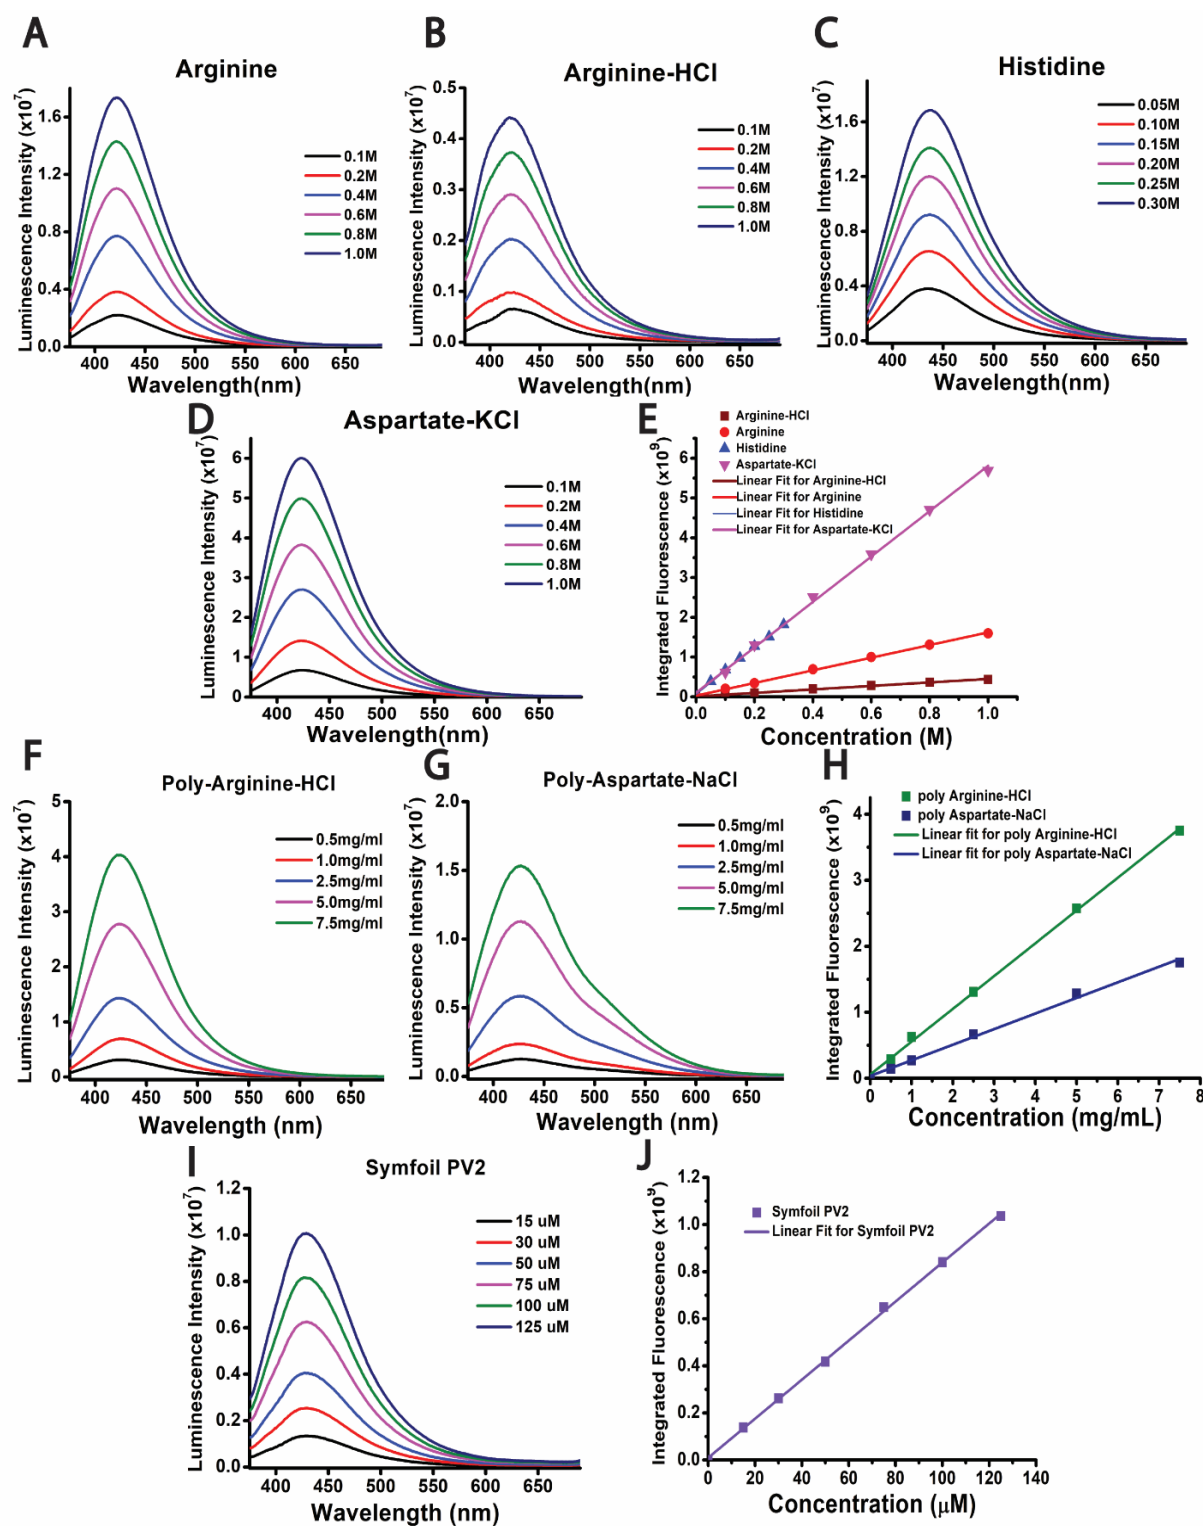 A
Arginine
Luminescence Intensity (x10⁷)
1.6
1.2
0.8
0.4
0.0
400 450 500 550 600 650
Wavelength(nm)
0.1M
0.2M
0.4M
0.6M
0.8M
1.0M
B
Arginine-HCl
Luminescence Intensity (x10⁷)
0.5
0.4
0.3
0.2
0.1
0.0
400 450 500 550 600 650
Wavelength(nm)
0.1M
0.2M
0.4M
0.6M
0.8M
1.0M
C
Histidine
Luminescence Intensity (x10⁷)
1.6
1.2
0.8
0.4
0.0
400 450 500 550 600 650
Wavelength(nm)
0.05M
0.10M
0.15M
0.20M
0.25M
0.30M
D
Aspartate-KCl
Luminescence Intensity (x10⁷)
6
5
4
3
2
1
0
400 450 500 550 600 650
Wavelength(nm)
0.1M
0.2M
0.4M
0.6M
0.8M
1.0M
E
Integrated Fluorescence (x10⁹)
6
5
4
3
2
1
0
0.0 0.2 0.4 0.6 0.8 1.0
Concentration (M)
Arginine-HCl
Arginine
Histidine
Aspartate-KCl
Linear Fit for Arginine-HCl
Linear Fit for Arginine
Linear Fit for Histidine
Linear Fit for Aspartate-KCl
F
Poly-Arginine-HCl
Luminescence Intensity (x10⁷)
5
4
3
2
1
0
400 450 500 550 600 650
Wavelength (nm)
0.5mg/ml
1.0mg/ml
2.5mg/ml
5.0mg/ml
7.5mg/ml
G
Poly-Aspartate-NaCl
Luminescence Intensity (x10⁷)
2.0
1.5
1.0
0.5
0.0
400 450 500 550 600 650
Wavelength (nm)
0.5mg/ml
1.0mg/ml
2.5mg/ml
5.0mg/ml
7.5mg/ml
H
Integrated Fluorescence (x10⁹)
4
3
2
1
0
0 1 2 3 4 5 6 7 8
Concentration (mg/mL)
poly Arginine-HCl
poly Aspartate-NaCl
Linear fit for poly Arginine-HCl
Linear fit for poly Aspartate-NaCl
I
Symfoil PV2
Luminescence Intensity (x10⁷)
1.2
1.0
0.8
0.6
0.4
0.2
0.0
400 450 500 550 600 650
Wavelength (nm)
15 uM
30 uM
50 uM
75 uM
100 uM
125 uM
J
Integrated Fluorescence (x10⁹)
1.2
1.0
0.8
0.6
0.4
0.2
0.0
0 20 40 60 80 100 120 140
Concentration (μM)
Symfoil PV2
Linear Fit for Symfoil PV2